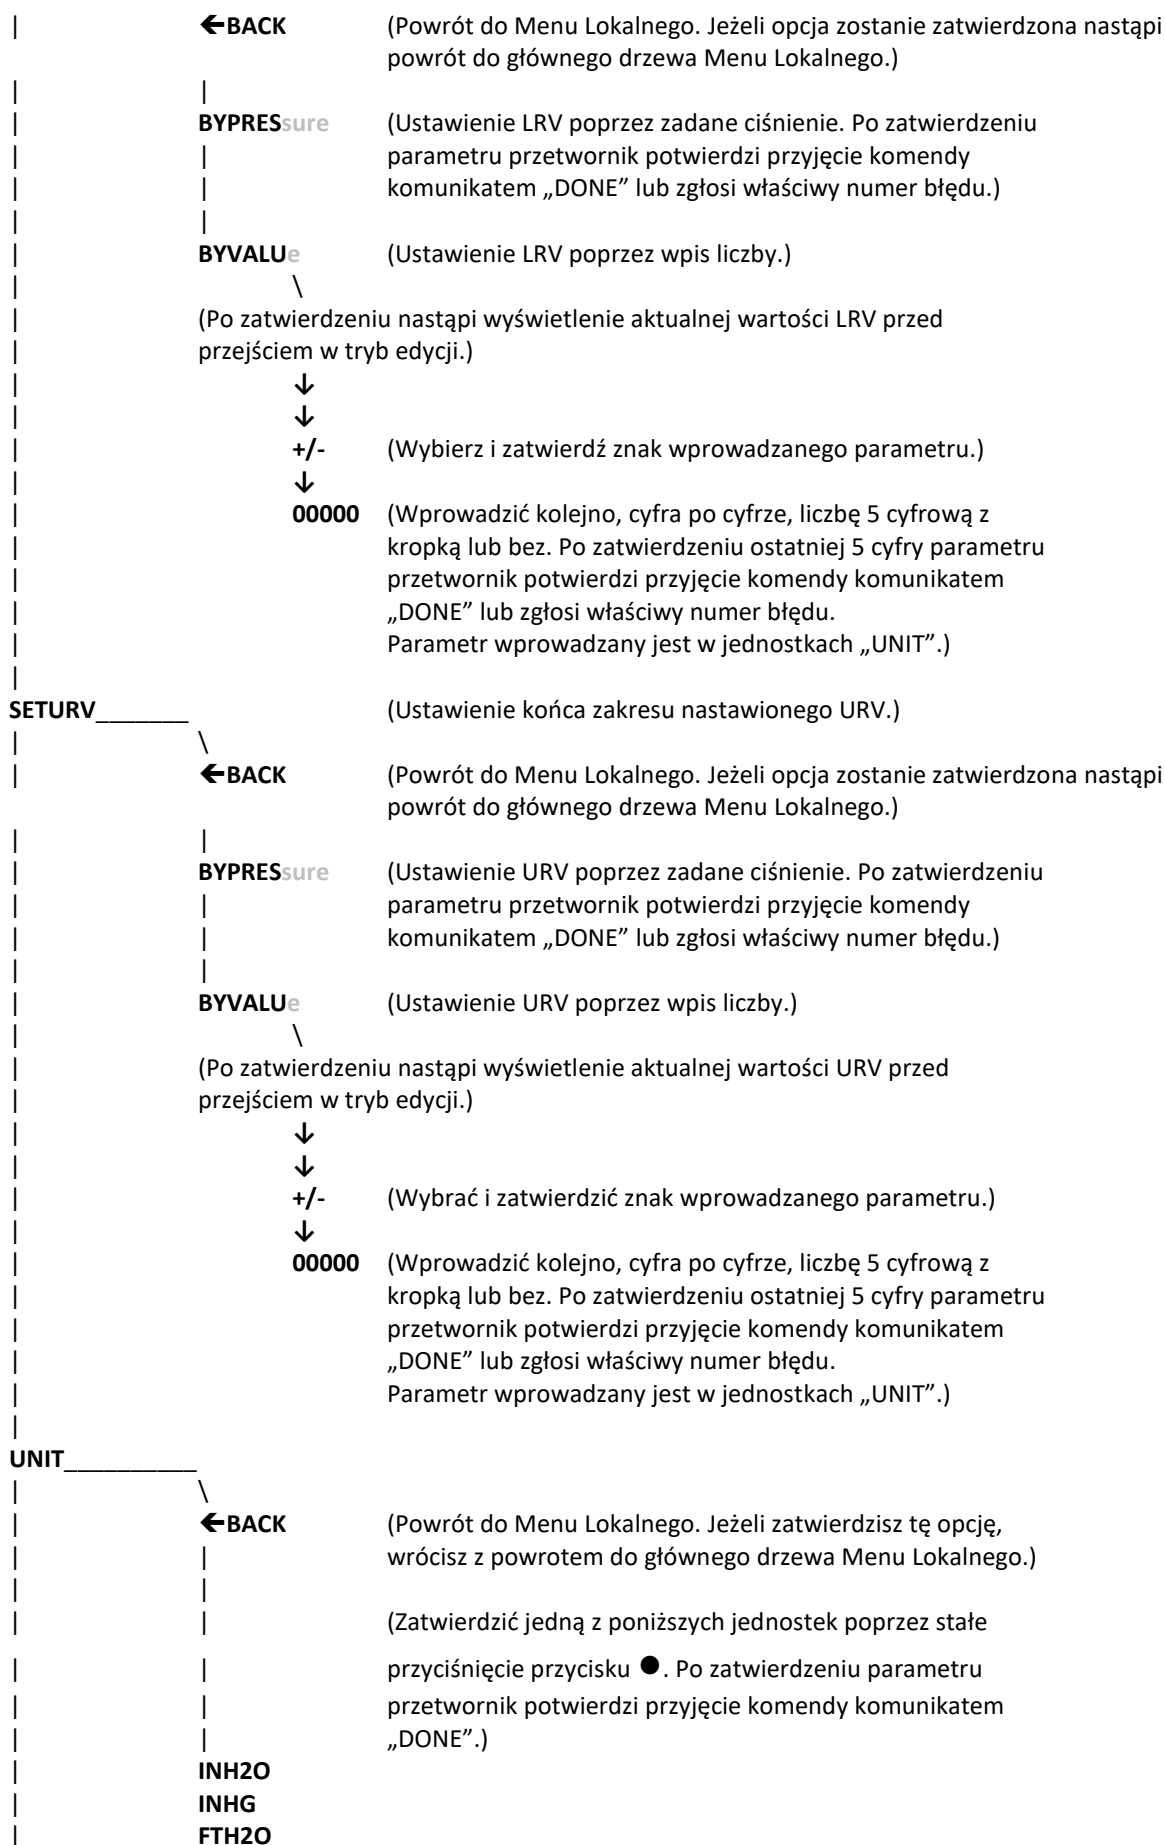 | 🡸BACK (Powrót do Menu Lokalnego. Jeżeli opcja zostanie zatwierdzona nastąpi
powrót do głównego drzewa Menu Lokalnego.)
| |
| BYPRESsure (Ustawienie LRV poprzez zadane ciśnienie. Po zatwierdzeniu
| | parametru przetwornik potwierdzi przyjęcie komendy
| | komunikatem „DONE” lub zgłosi właściwy numer błędu.)
| |
| BYVALUe (Ustawienie LRV poprzez wpis liczby.)
| \
| (Po zatwierdzeniu nastąpi wyświetlenie aktualnej wartości LRV przed
| przejściem w tryb edycji.)
| ↓
| ↓
| +/- (Wybierz i zatwierdź znak wprowadzanego parametru.)
| ↓
| 00000 (Wprowadzić kolejno, cyfra po cyfrze, liczbę 5 cyfrową z
| kropką lub bez. Po zatwierdzeniu ostatniej 5 cyfry parametru
| przetwornik potwierdzi przyjęcie komendy komunikatem
| „DONE” lub zgłosi właściwy numer błędu.
| Parametr wprowadzany jest w jednostkach „UNIT”.)
|
SETURV_______ (Ustawienie końca zakresu nastawionego URV.)
| \
| 🡸BACK (Powrót do Menu Lokalnego. Jeżeli opcja zostanie zatwierdzona nastąpi
powrót do głównego drzewa Menu Lokalnego.)
| |
| BYPRESsure (Ustawienie URV poprzez zadane ciśnienie. Po zatwierdzeniu
| | parametru przetwornik potwierdzi przyjęcie komendy
| | komunikatem „DONE” lub zgłosi właściwy numer błędu.)
| |
| BYVALUe (Ustawienie URV poprzez wpis liczby.)
| \
| (Po zatwierdzeniu nastąpi wyświetlenie aktualnej wartości URV przed
| przejściem w tryb edycji.)
| ↓
| ↓
| +/- (Wybrać i zatwierdzić znak wprowadzanego parametru.)
| ↓
| 00000 (Wprowadzić kolejno, cyfra po cyfrze, liczbę 5 cyfrową z
| kropką lub bez. Po zatwierdzeniu ostatniej 5 cyfry parametru
| przetwornik potwierdzi przyjęcie komendy komunikatem
| „DONE” lub zgłosi właściwy numer błędu.
| Parametr wprowadzany jest w jednostkach „UNIT”.)
|
UNIT__________
| \
| 🡸BACK (Powrót do Menu Lokalnego. Jeżeli zatwierdzisz tę opcję,
| | wrócisz z powrotem do głównego drzewa Menu Lokalnego.)
| |
| | (Zatwierdzić jedną z poniższych jednostek poprzez stałe
| | przyciśnięcie przycisku ●. Po zatwierdzeniu parametru
| | przetwornik potwierdzi przyjęcie komendy komunikatem
| | „DONE”.)
| INH2O
| INHG
| FTH2O